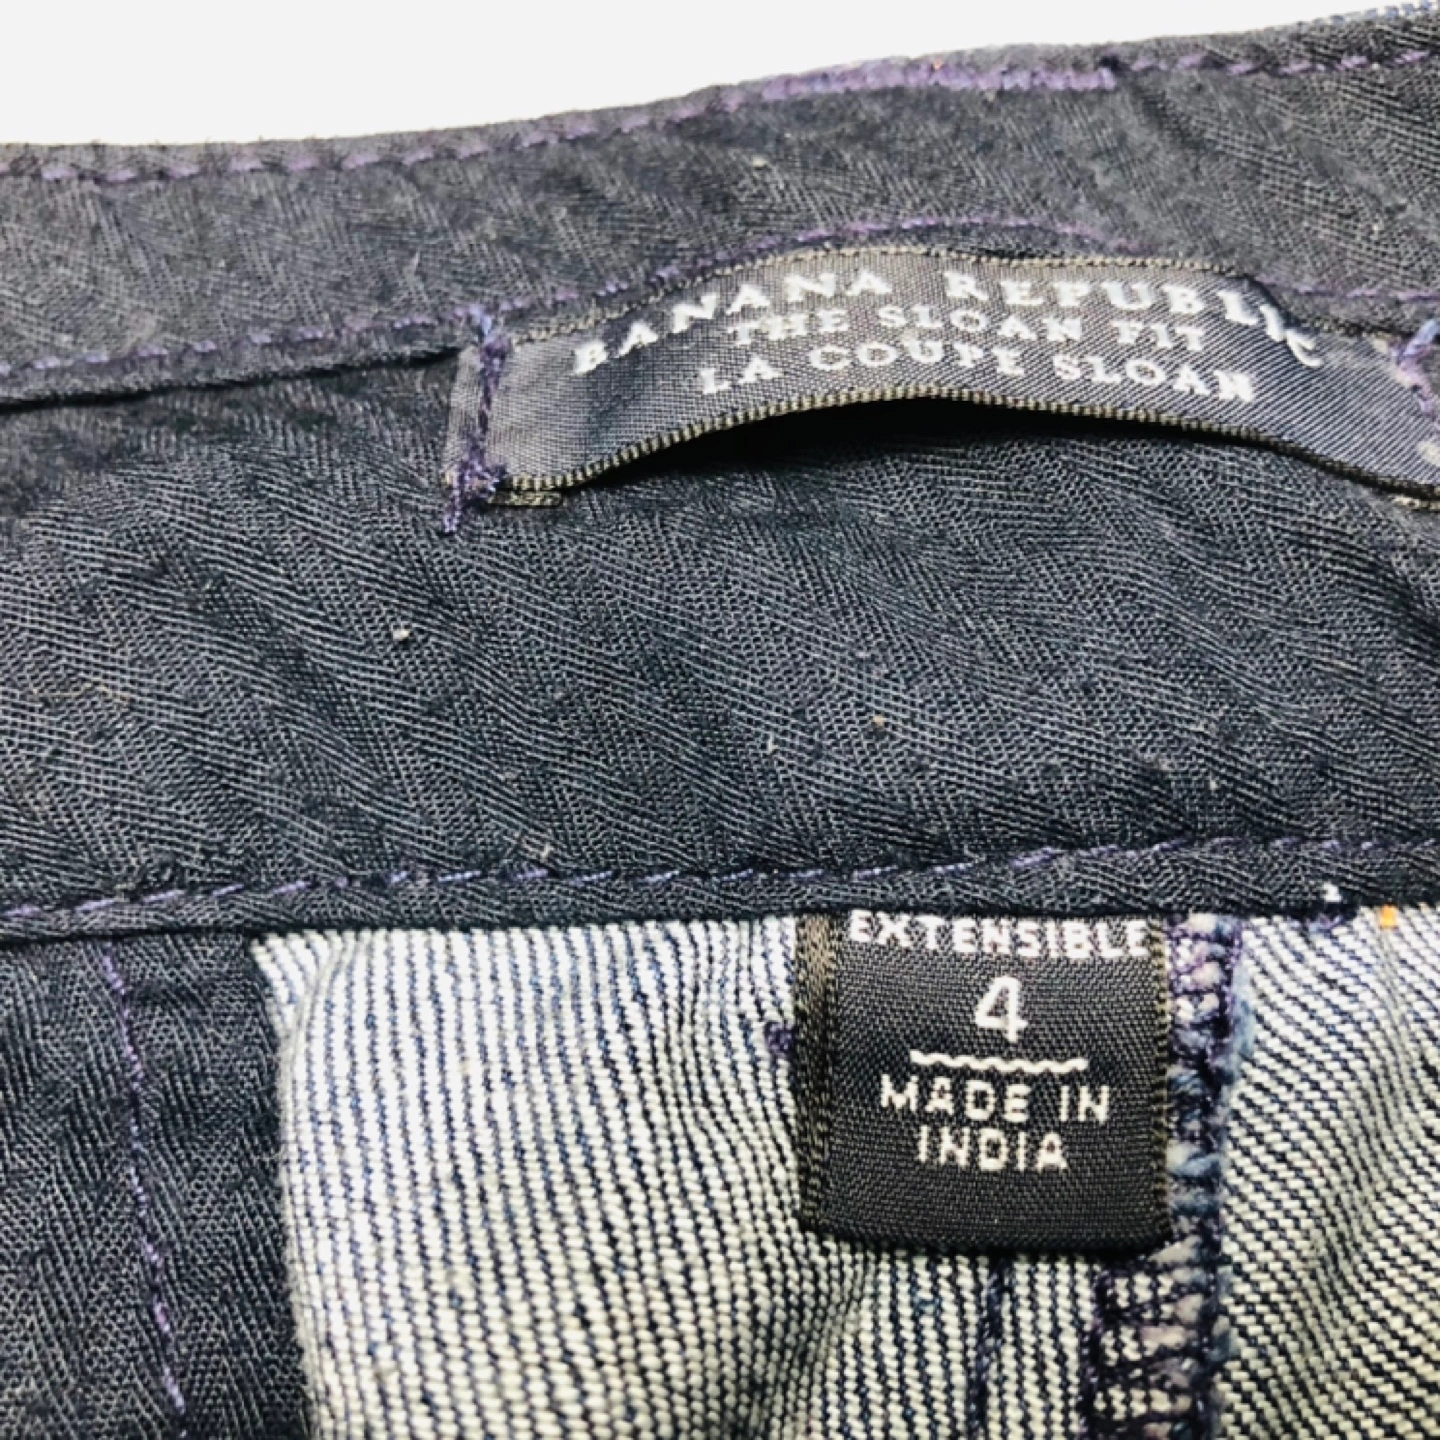 BANANA REPUBLIC
THE SLOAN FIT
LA COUPE SLOAN
EXTENSIBLE
4
MADE IN
INDIA